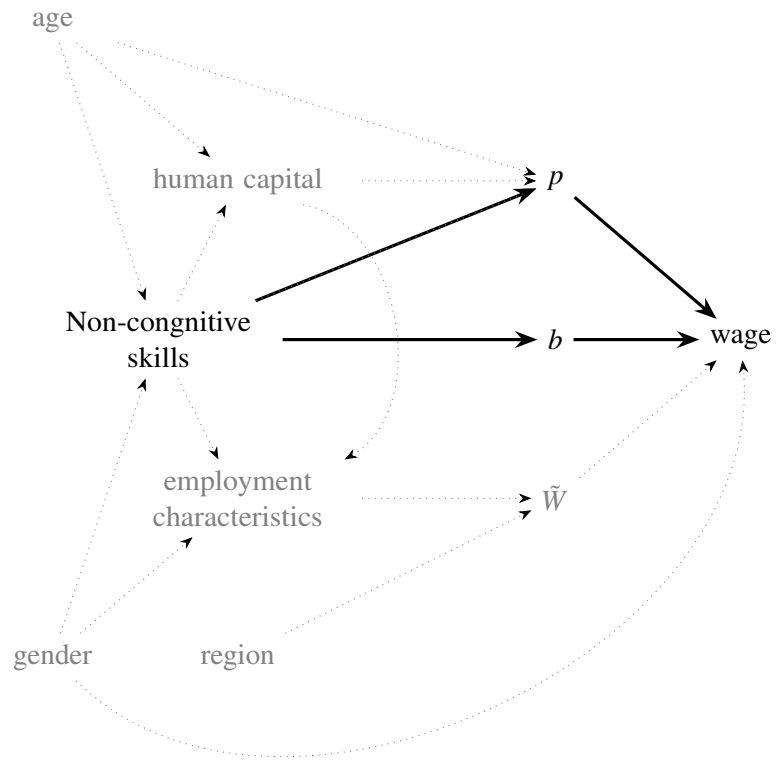 age
human capital
p
Non-congnitive
skills
b
wage
employment
characteristics
W̃
gender
region